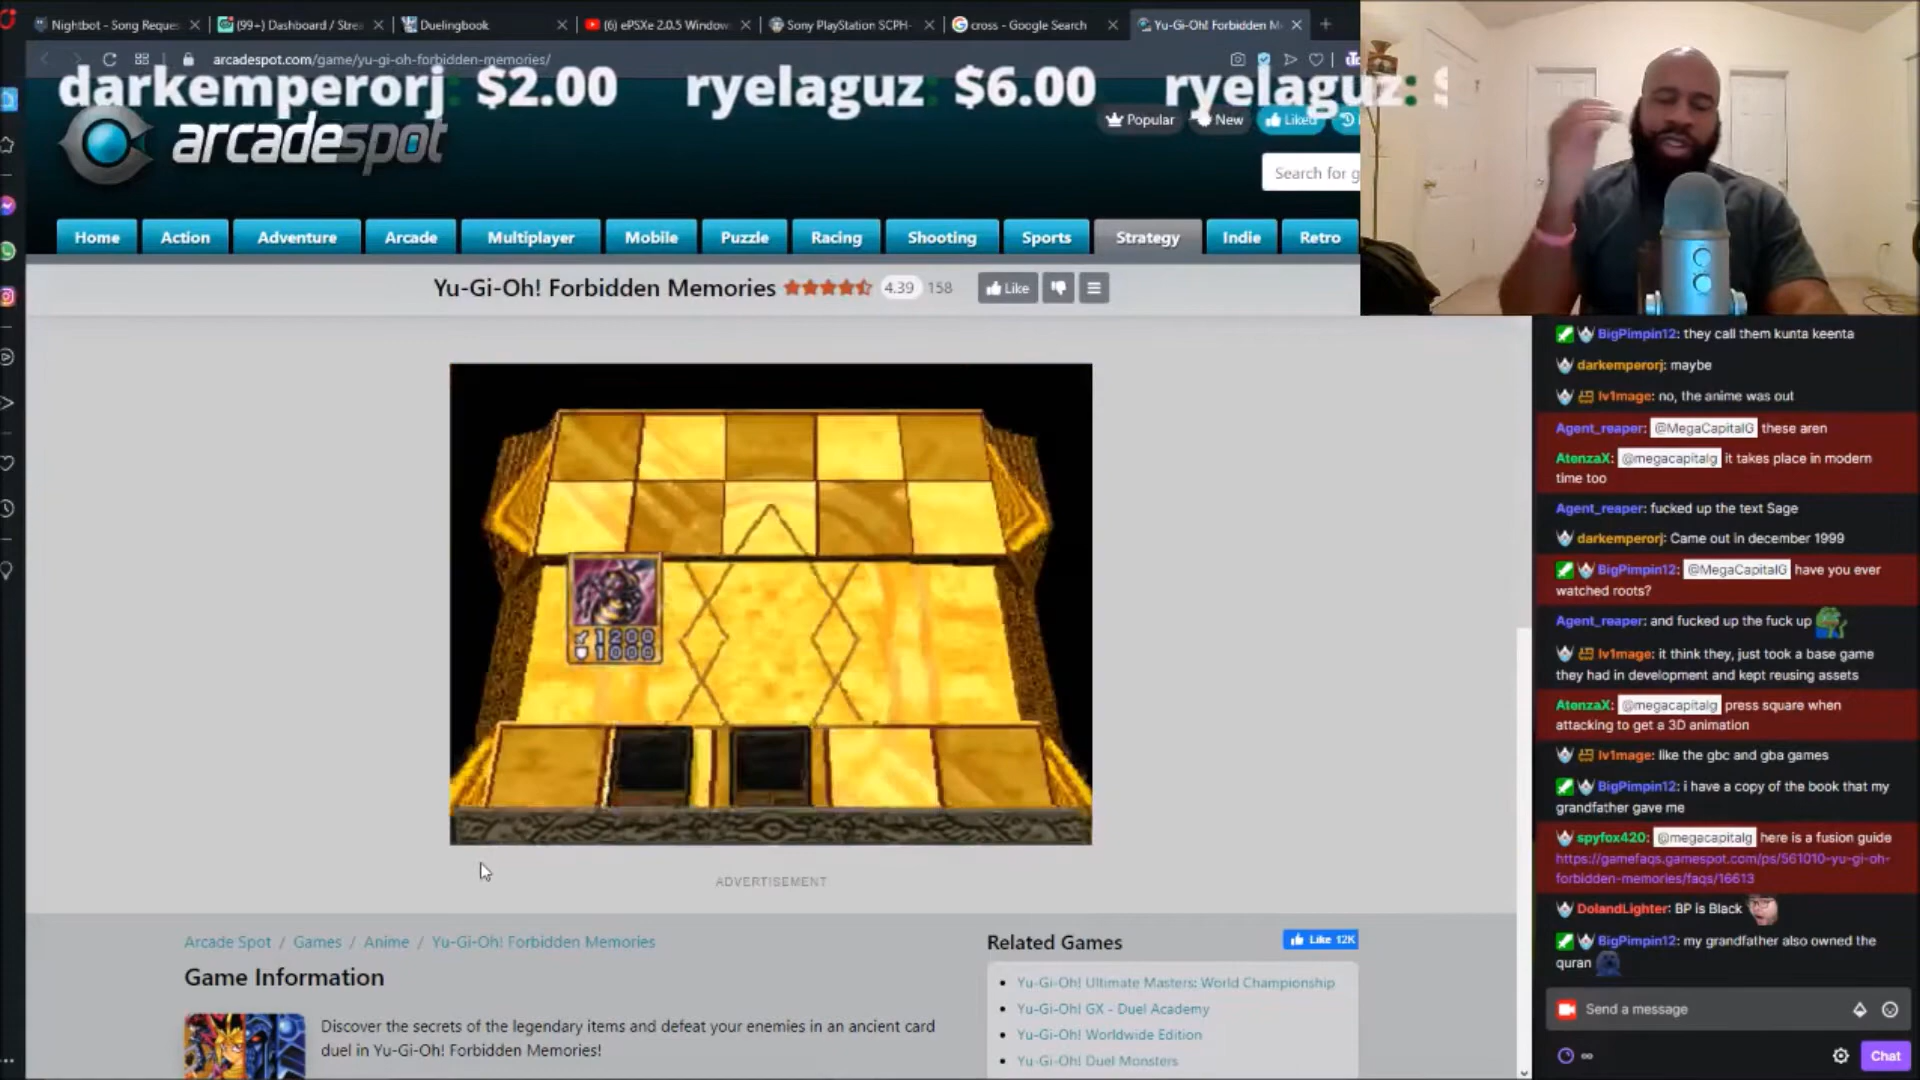 Nightbot - Song Reques
(99+) Dashboard / Stre
Duelingbook
(6) ePSXe 2.0.5 Window
Sony PlayStation SCPH-
cross - Google Search
Yu-Gi-Oh! Forbidden M
arcadespot.com/game/yu-gi-oh-forbidden-memories/
darkemperorj: $2.00 ryelaguz: $6.00 ryelaguz: $
arcadespot
Popular
New
Liked
Search for g
Home
Action
Adventure
Arcade
Multiplayer
Mobile
Puzzle
Racing
Shooting
Sports
Strategy
Indie
Retro
Yu-Gi-Oh! Forbidden Memories
4.39
158
Like
1200
1000
ADVERTISEMENT
Arcade Spot / Games / Anime / Yu-Gi-Oh! Forbidden Memories
Game Information
Discover the secrets of the legendary items and defeat your enemies in an ancient card
duel in Yu-Gi-Oh! Forbidden Memories!
Related Games
Like 12K
Yu-Gi-Oh! Ultimate Masters: World Championship
Yu-Gi-Oh! GX - Duel Academy
Yu-Gi-Oh! Worldwide Edition
Yu-Gi-Oh! Duel Monsters
BigPimpin12: they call them kunta keenta
darkemperorj: maybe
lv1mage: no, the anime was out
Agent_reaper: @MegaCapitalG these aren
AtenzaX: @megacapitalg it takes place in modern
time too
Agent_reaper: fucked up the text Sage
darkemperorj: Came out in december 1999
BigPimpin12: @MegaCapitalG have you ever
watched roots?
Agent_reaper: and fucked up the fuck up
lv1mage: it think they, just took a base game
they had in development and kept reusing assets
AtenzaX: @megacapitalg press square when
attacking to get a 3D animation
lv1mage: like the gbc and gba games
BigPimpin12: i have a copy of the book that my
grandfather gave me
spyfox420: @megacapitalg here is a fusion guide
https://gamefaqs.gamespot.com/ps/561010-yu-gi-oh-
forbidden-memories/faqs/16613
DolandLighter: BP is Black
BigPimpin12: my grandfather also owned the
quran
Send a message
Chat